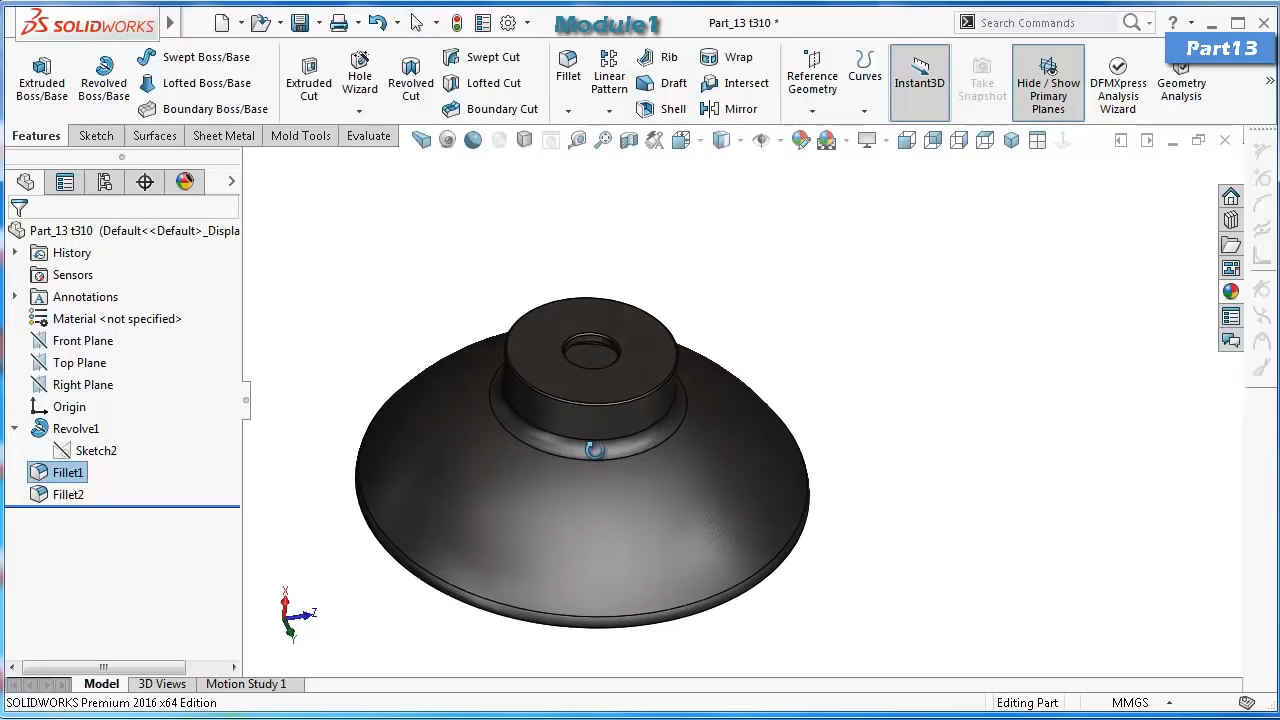 SOLIDWORKS
Module1
Part_13 t310 *
Search Commands
?
Part13
Extruded Boss/Base
Revolved Boss/Base
Swept Boss/Base
Lofted Boss/Base
Boundary Boss/Base
Extruded Cut
Hole Wizard
Revolved Cut
Swept Cut
Lofted Cut
Boundary Cut
Fillet
Linear Pattern
Rib
Draft
Shell
Wrap
Intersect
Mirror
Reference Geometry
Curves
Instant3D
Take Snapshot
Hide / Show Primary Planes
DFMXpress Analysis Wizard
Geometry Analysis
Features
Sketch
Surfaces
Sheet Metal
Mold Tools
Evaluate
Part_13 t310 (Default<<Default>_Displa
History
Sensors
Annotations
Material <not specified>
Front Plane
Top Plane
Right Plane
Origin
Revolve1
Sketch2
Fillet1
Fillet2
X
Z
Y
Model
3D Views
Motion Study 1
SOLIDWORKS Premium 2016 x64 Edition
Editing Part
MMGS